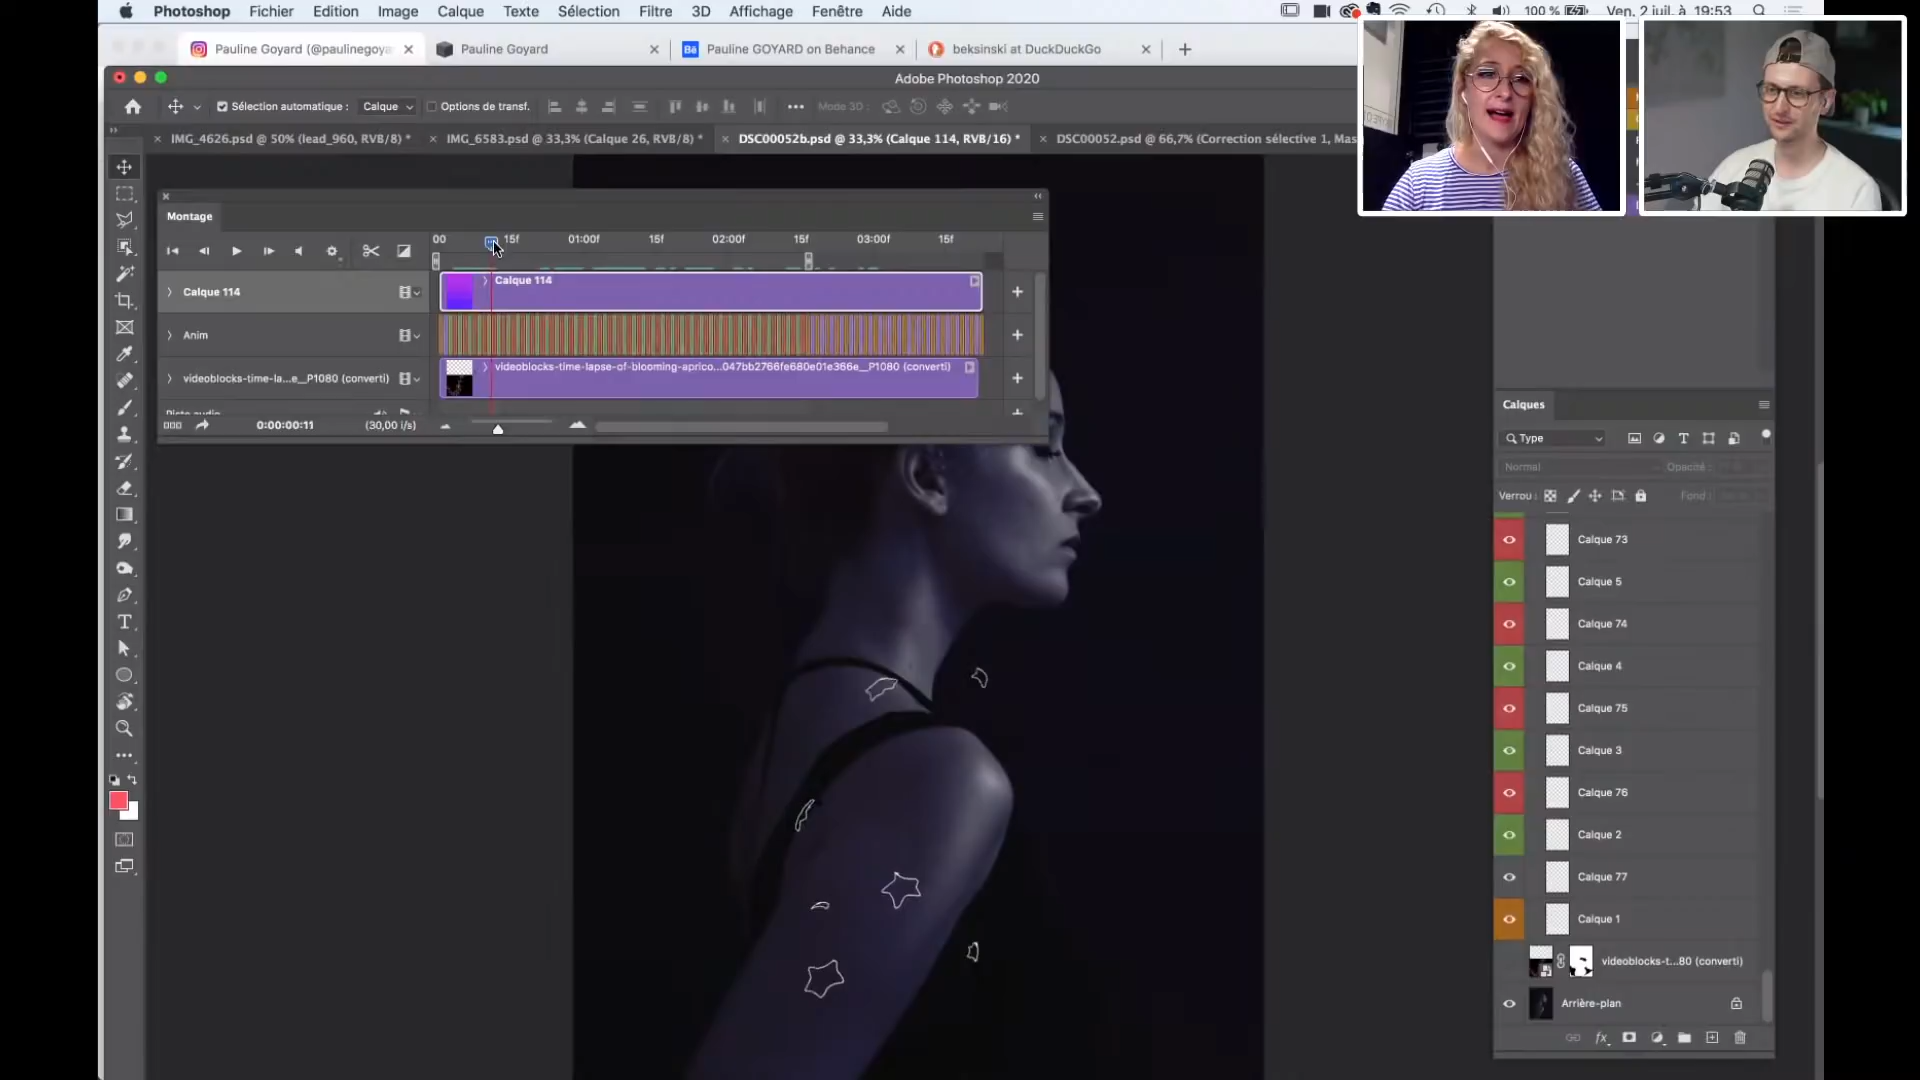 Photoshop Fichier Edition Image Calque Texte Sélection Filtre 3D Affichage Fenêtre Aide 100 % Ven. 2 juil. à 19:53
Pauline Goyard (@paulinegoya Pauline Goyard Bē Pauline GOYARD on Behance beksinski at DuckDuckGo
Adobe Photoshop 2020
Sélection automatique : Calque Options de transf. Mode 3D :
IMG_4626.psd @ 50% (lead_960, RVB/8) * IMG_6583.psd @ 33,3% (Calque 26, RVB/8) * DSC00052b.psd @ 33,3% (Calque 114, RVB/16) * DSC00052.psd @ 66,7% (Correction sélective 1, Mas
Montage
00 15f 01:00f 15f 02:00f 15f 03:00f 15f
Calque 114
Calque 114
Anim
videoblocks-time-la...e__P1080 (converti)
videoblocks-time-lapse-of-blooming-aprico...047bb2766fe680e01e366e__P1080 (converti)
Piste audio
0:00:00:11 (30,00 i/s)
Calques
Type
Normal Opacité :
Verrou : Fond :
Calque 73
Calque 5
Calque 74
Calque 4
Calque 75
Calque 3
Calque 76
Calque 2
Calque 77
Calque 1
videoblocks-t...80 (converti)
Arrière-plan
fx